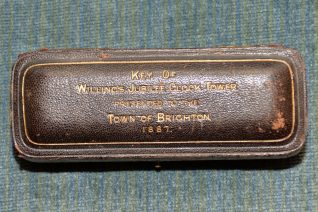 KEY OF
WILLING'S JUBILEE CLOCK TOWER
PRESENTED TO THE
TOWN OF BRIGHTON
1887.